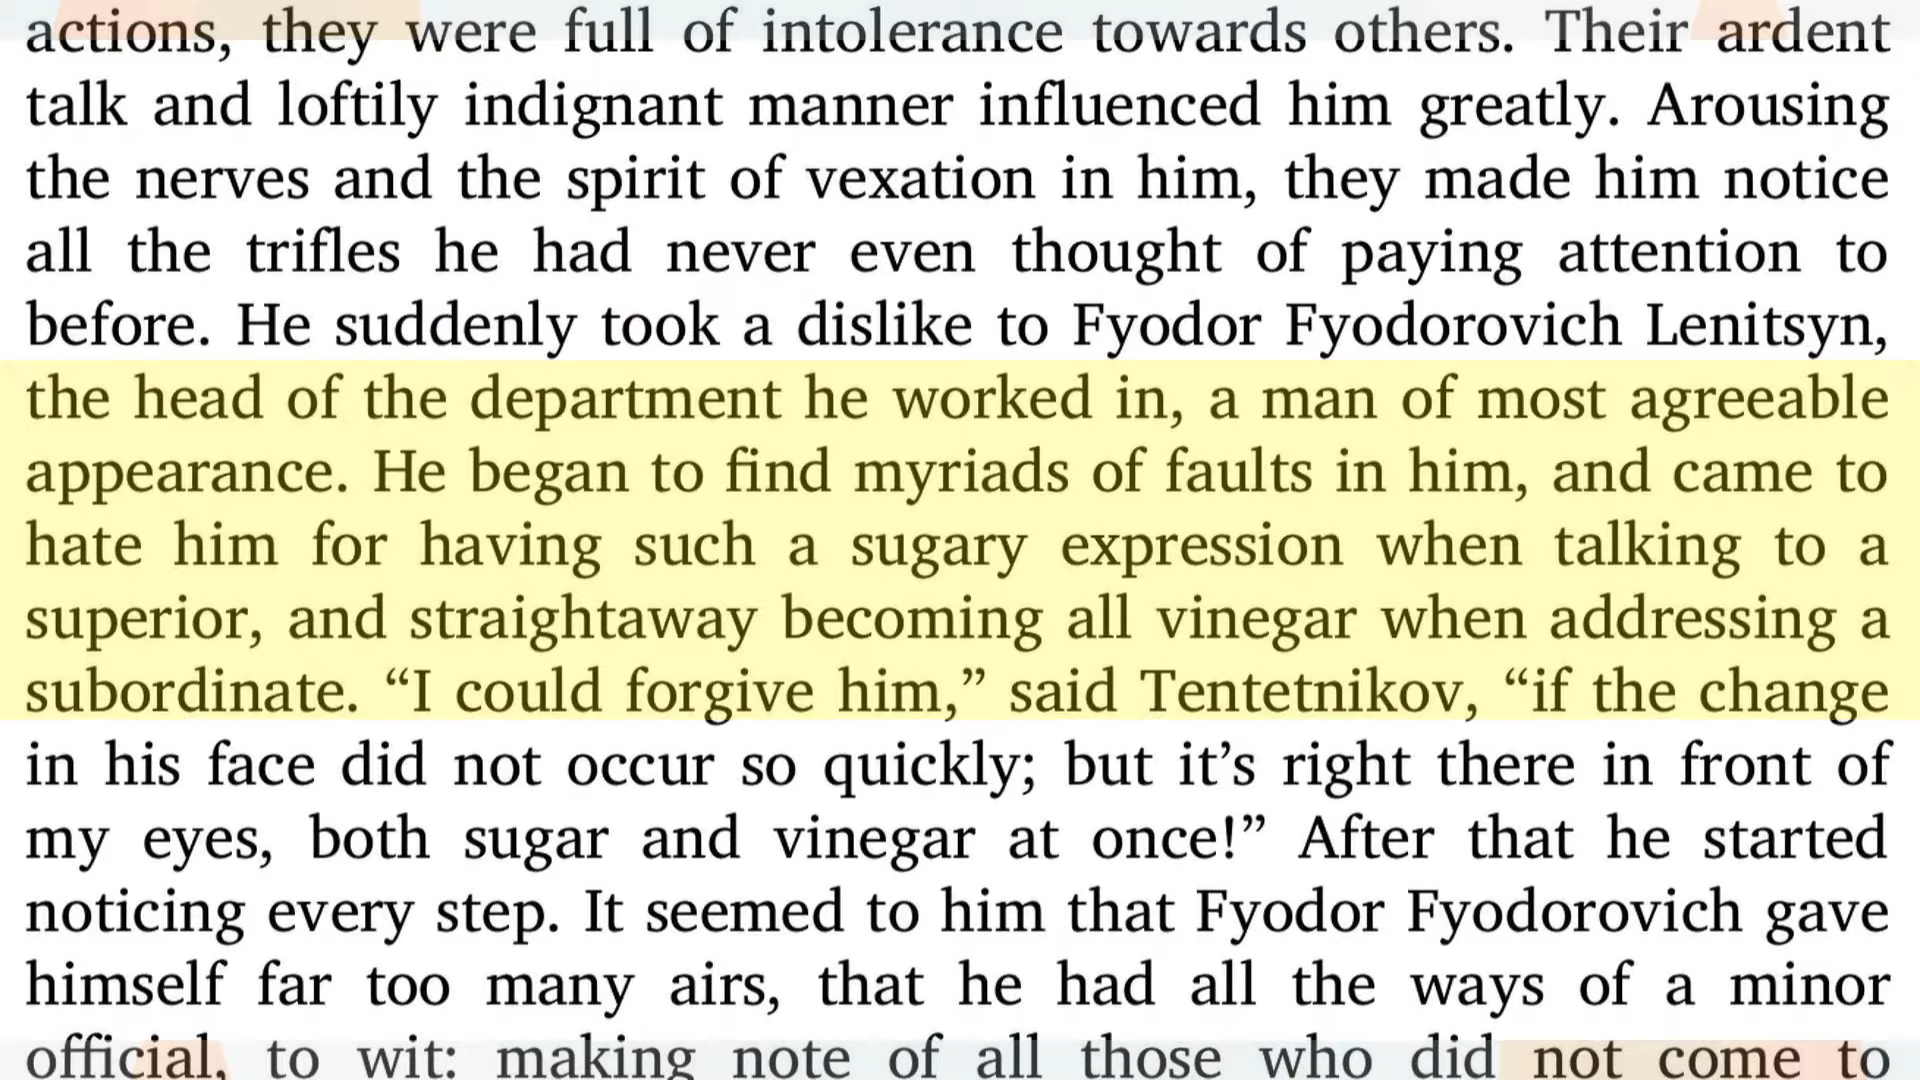 actions, they were full of intolerance towards others. Their ardent
talk and loftily indignant manner influenced him greatly. Arousing
the nerves and the spirit of vexation in him, they made him notice
all the trifles he had never even thought of paying attention to
before. He suddenly took a dislike to Fyodor Fyodorovich Lenitsyn,
the head of the department he worked in, a man of most agreeable
appearance. He began to find myriads of faults in him, and came to
hate him for having such a sugary expression when talking to a
superior, and straightaway becoming all vinegar when addressing a
subordinate. “I could forgive him,” said Tentetnikov, “if the change
in his face did not occur so quickly; but it’s right there in front of
my eyes, both sugar and vinegar at once!” After that he started
noticing every step. It seemed to him that Fyodor Fyodorovich gave
himself far too many airs, that he had all the ways of a minor
official, to wit: making note of all those who did not come to